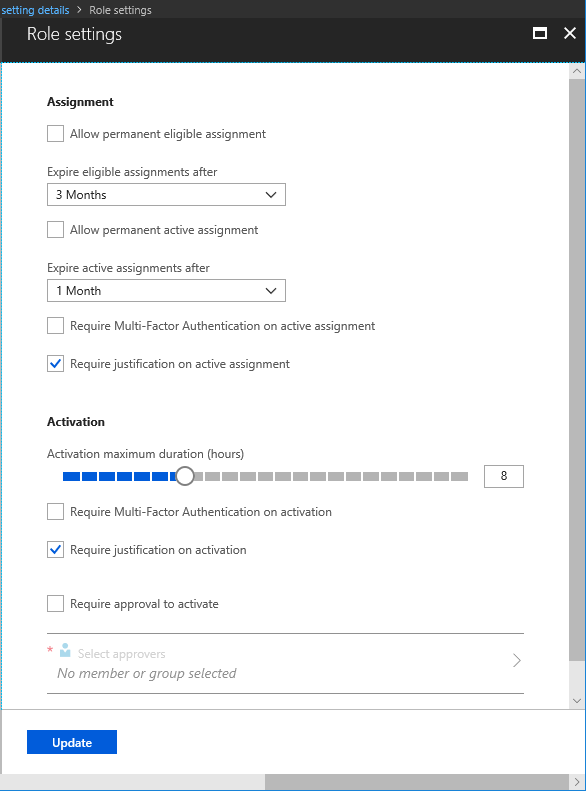 setting details > Role settings
Role settings
Assignment
Allow permanent eligible assignment
Expire eligible assignments after
3 Months
Allow permanent active assignment
Expire active assignments after
1 Month
Require Multi-Factor Authentication on active assignment
Require justification on active assignment
Activation
Activation maximum duration (hours)
8
Require Multi-Factor Authentication on activation
Require justification on activation
Require approval to activate
* Select approvers
No member or group selected
Update